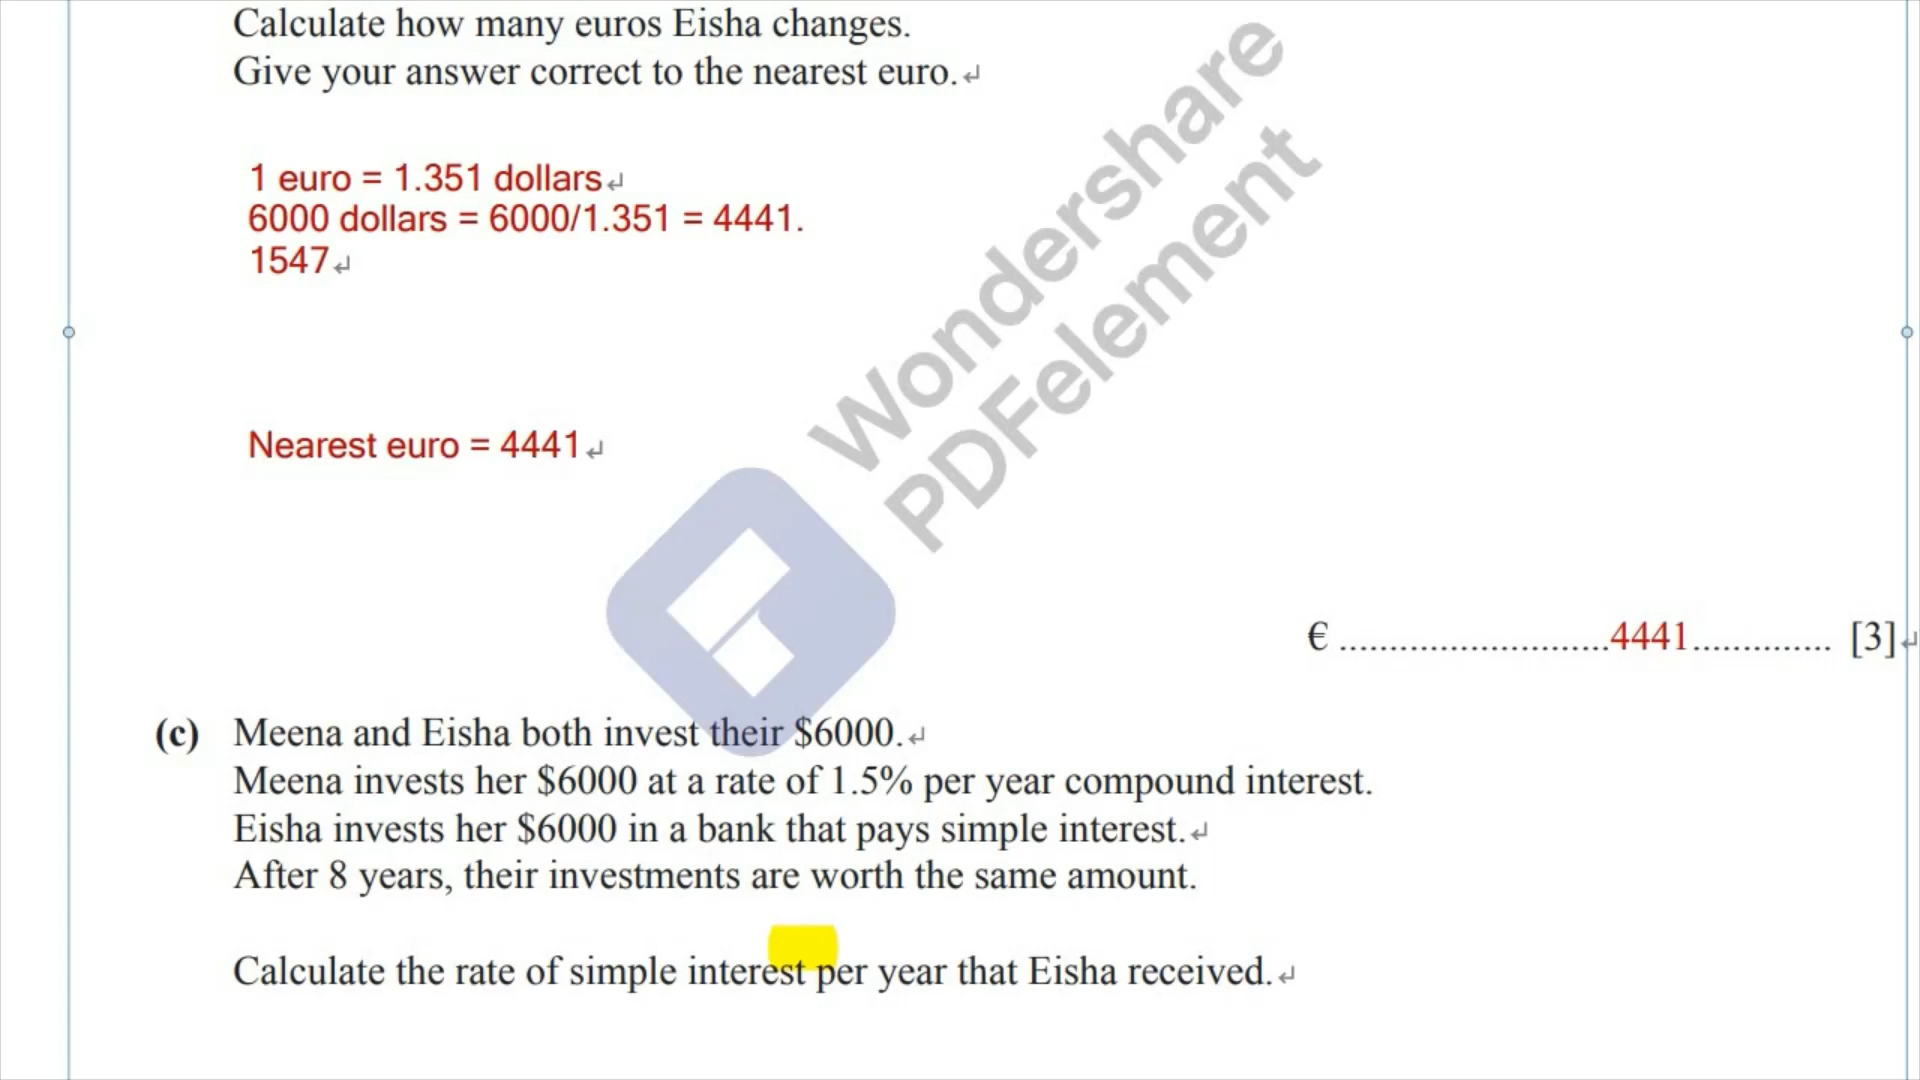 Calculate how many euros Eisha changes.
Give your answer correct to the nearest euro.
1 euro = 1.351 dollars
6000 dollars = 6000/1.351 = 4441.
1547
Nearest euro = 4441
Wondershare
PDFelement
€ ...........................4441.............. [3]
(c) Meena and Eisha both invest their $6000.
Meena invests her $6000 at a rate of 1.5% per year compound interest.
Eisha invests her $6000 in a bank that pays simple interest.
After 8 years, their investments are worth the same amount.
Calculate the rate of simple interest per year that Eisha received.